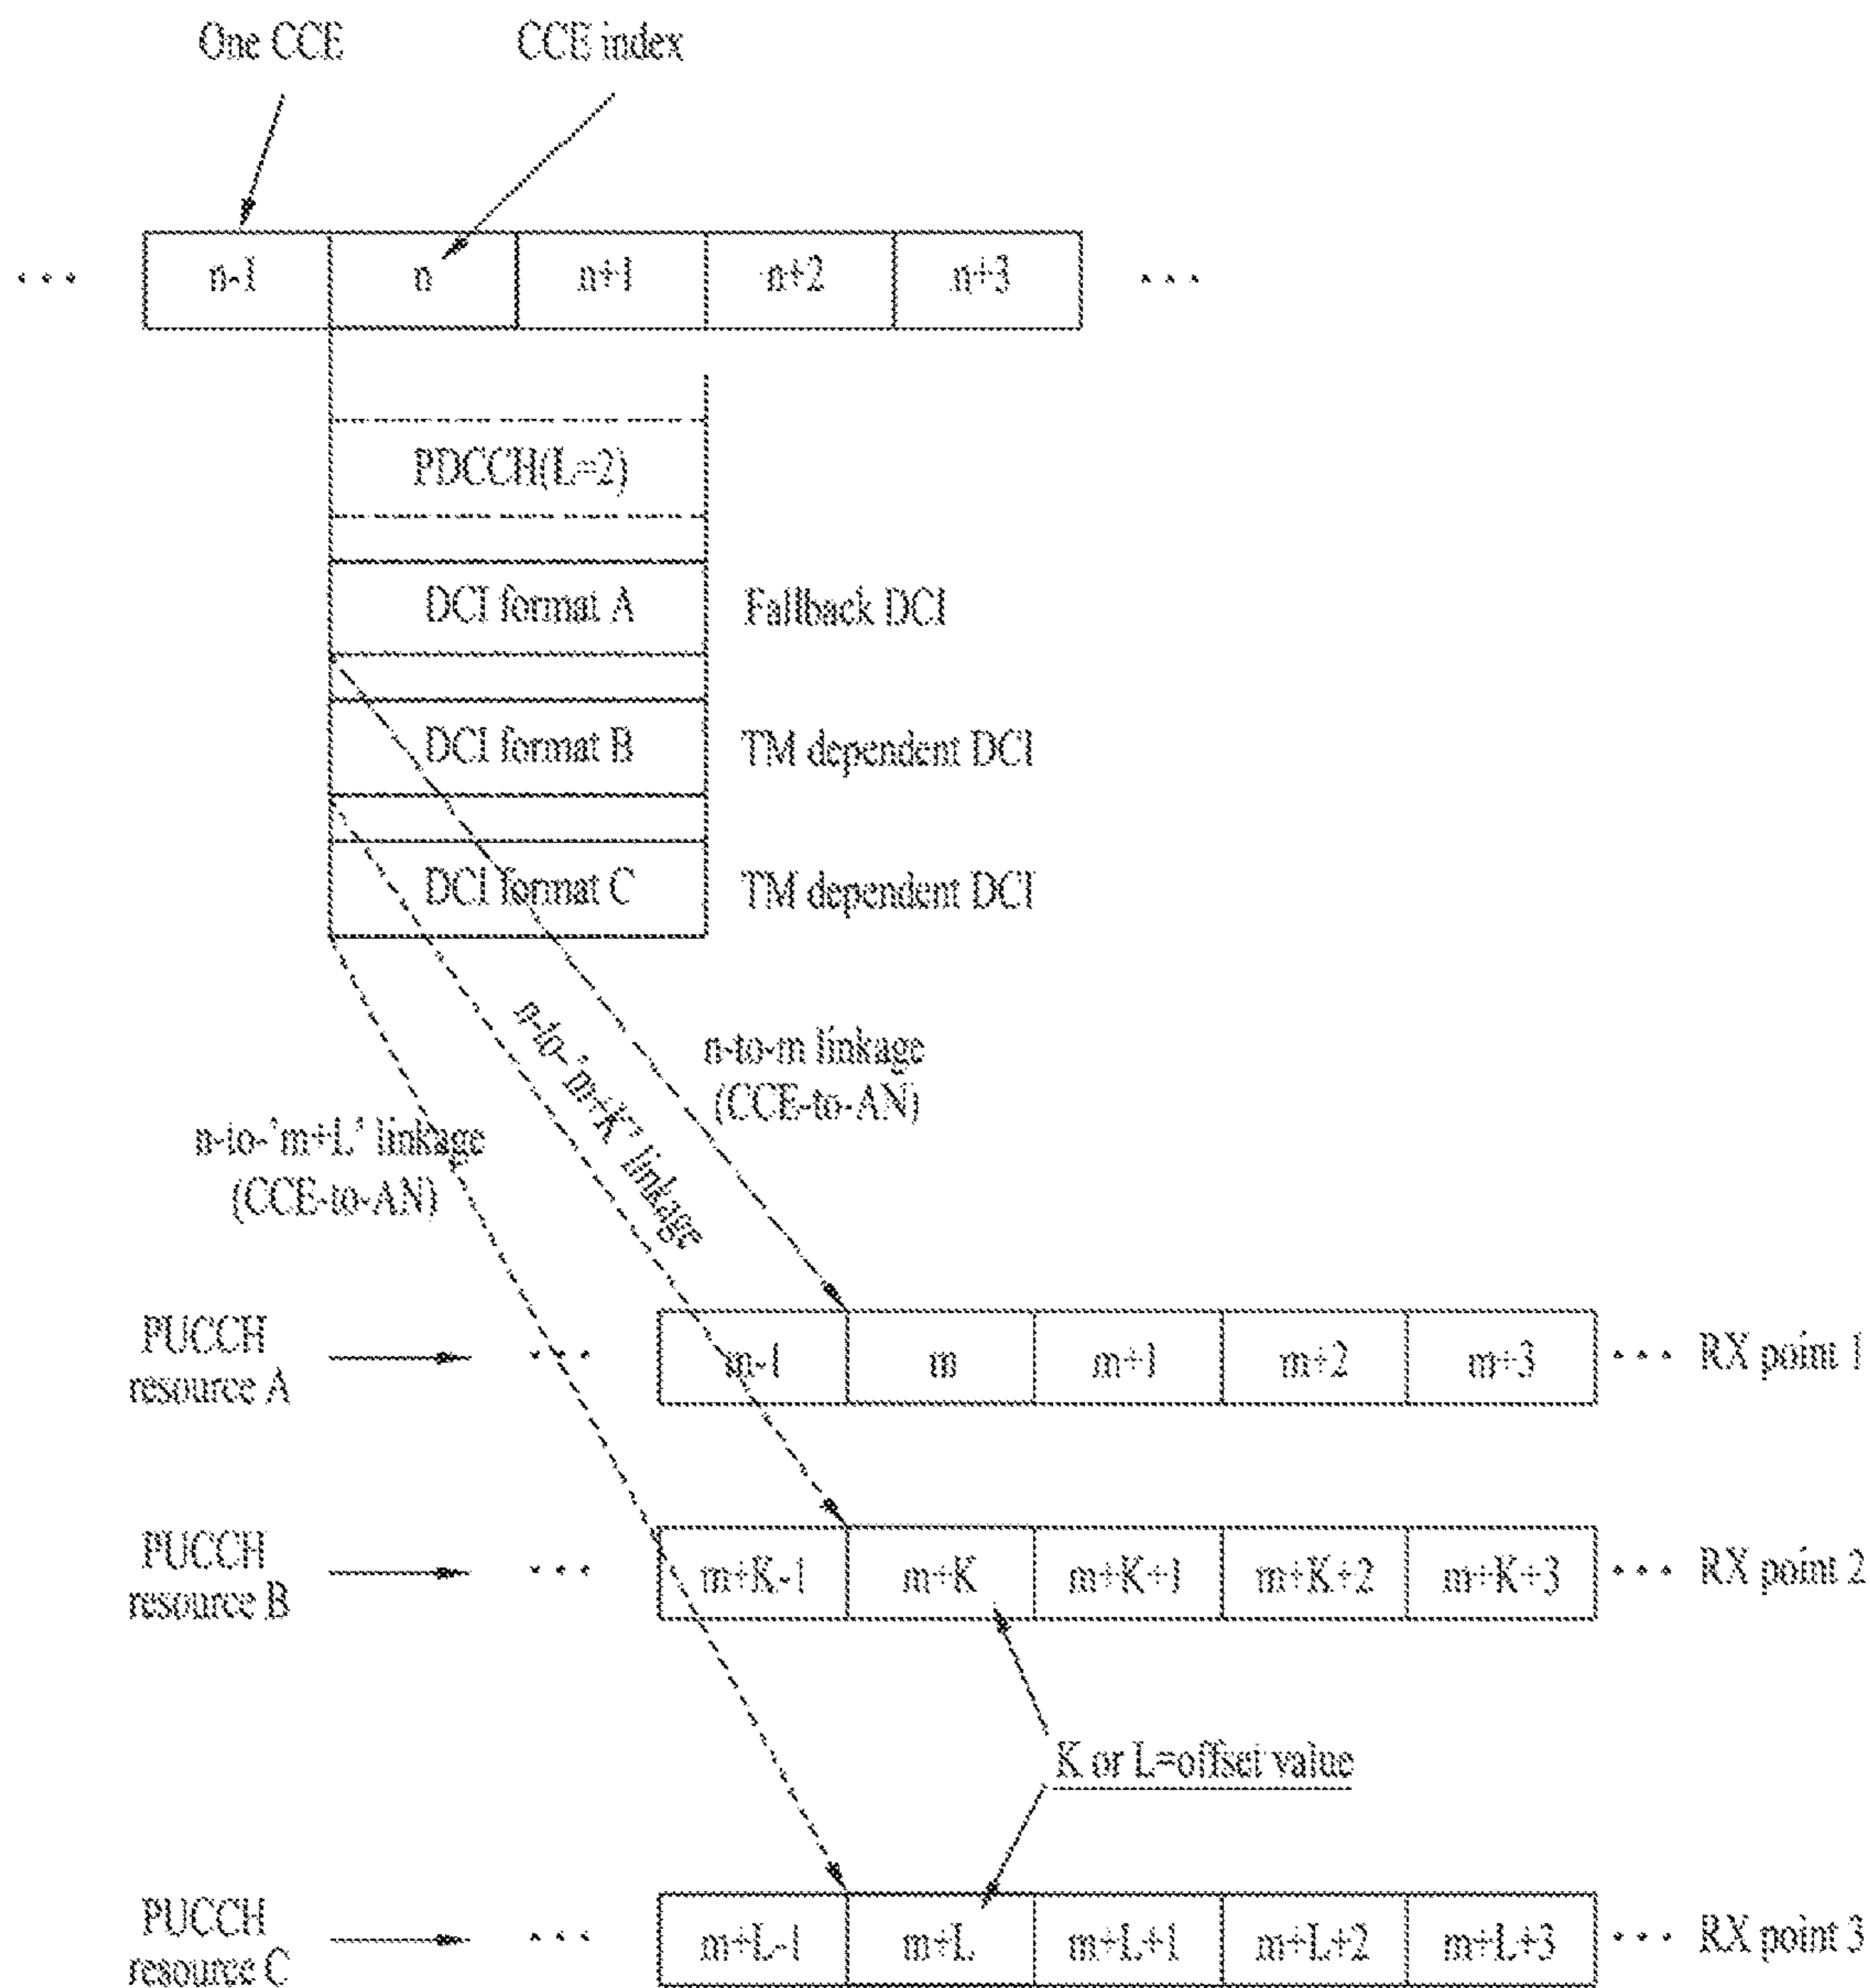 One CCE
CCE index
... n-1 n n+1 n+2 n+3 ...
PDCCH(L=2)
DCI format A Fallback DCI
DCI format B TM dependent DCI
DCI format C TM dependent DCI
n-to-m linkage
(CCE-to-AN)
n-to-'m+K' linkage
n-to-'m+L' linkage
(CCE-to-AN)
PUCCH
resource A
... m-1 m m+1 m+2 m+3 ... RX point 1
PUCCH
resource B
... m+K-1 m+K m+K+1 m+K+2 m+K+3 ... RX point 2
K or L=offset value
PUCCH
resource C
... m+L-1 m+L m+L+1 m+L+2 m+L+3 ... RX point 3